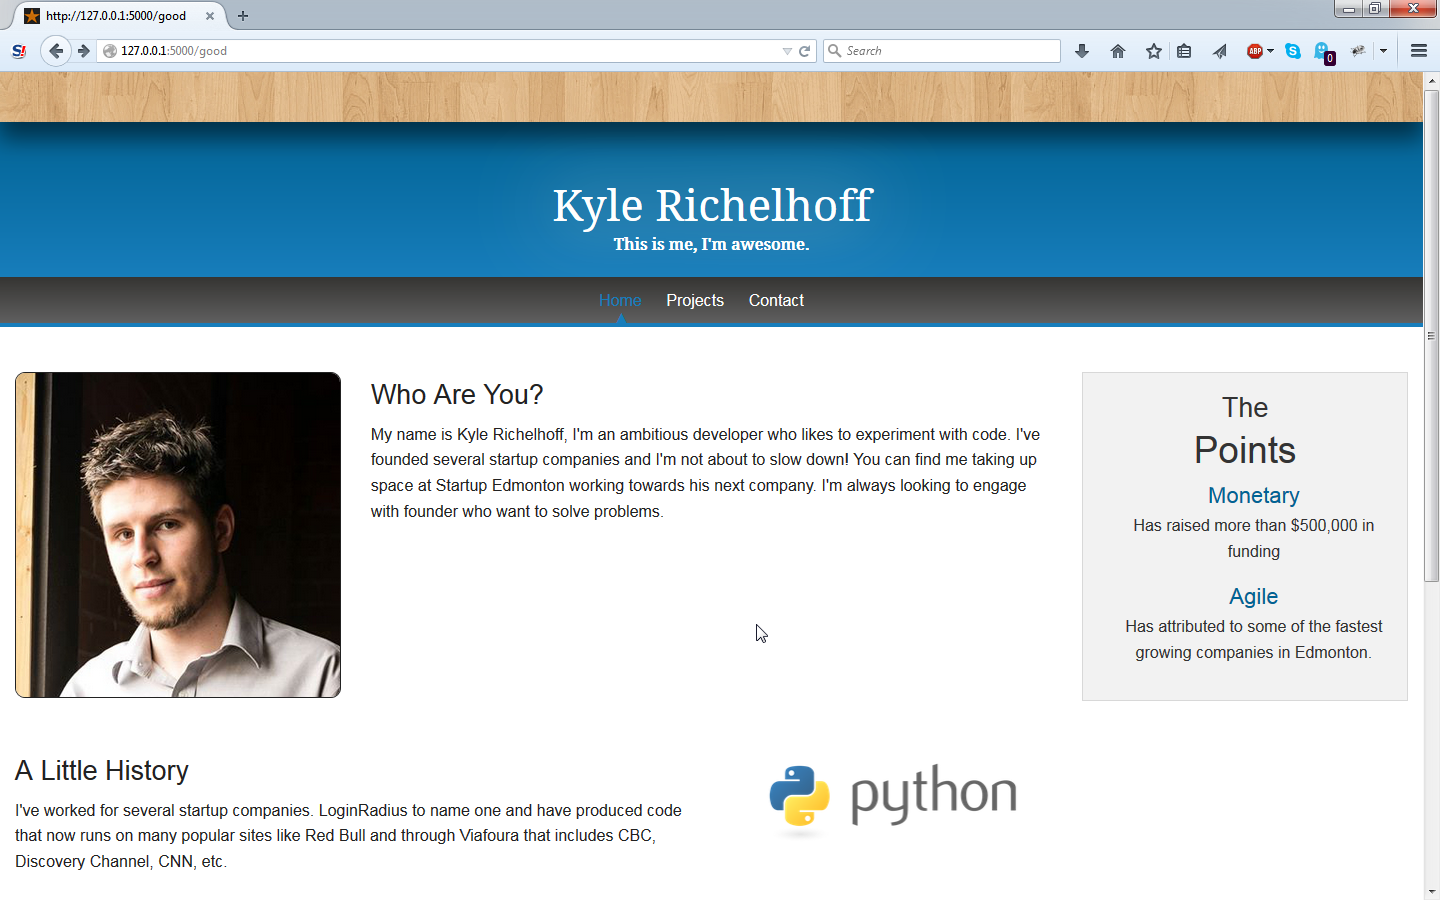 http://127.0.0.1:5000/good
S!
127.0.0.1:5000/good
Search
ABP
0
Kyle Richelhoff
This is me, I'm awesome.
Home Projects Contact
Who Are You?
My name is Kyle Richelhoff, I'm an ambitious developer who likes to experiment with code. I've
founded several startup companies and I'm not about to slow down! You can find me taking up
space at Startup Edmonton working towards his next company. I'm always looking to engage
with founder who want to solve problems.
The
Points
Monetary
Has raised more than $500,000 in
funding
Agile
Has attributed to some of the fastest
growing companies in Edmonton.
A Little History
I've worked for several startup companies. LoginRadius to name one and have produced code
that now runs on many popular sites like Red Bull and through Viafoura that includes CBC,
Discovery Channel, CNN, etc.
python